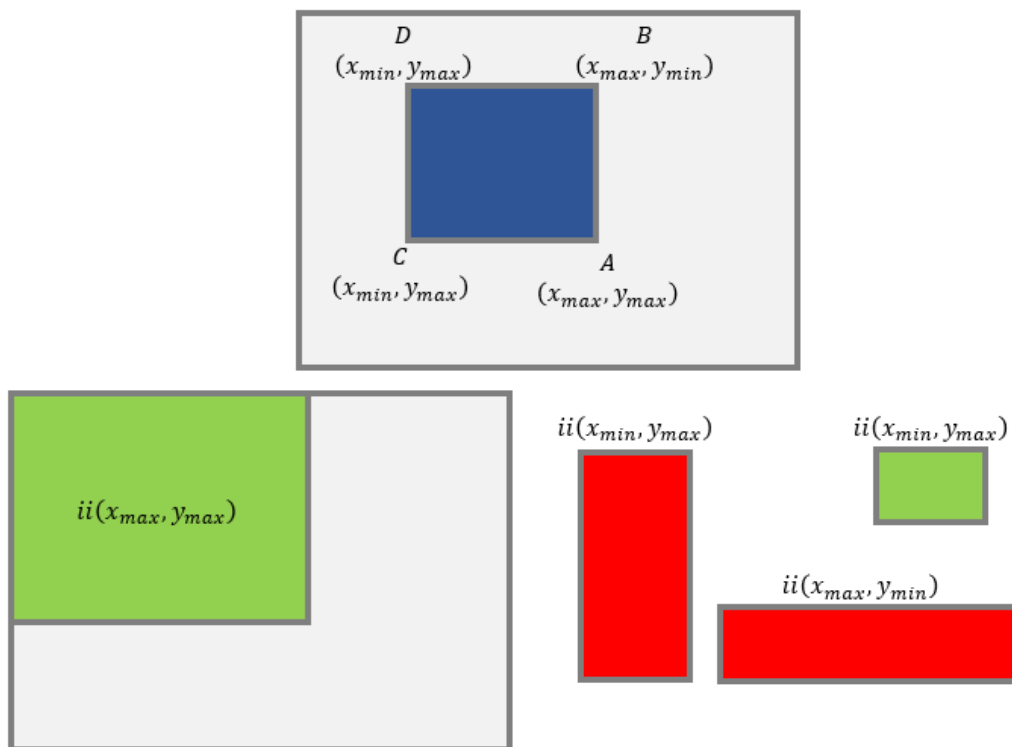 D B
(x_min, y_max) (x_max, y_min)
C A
(x_min, y_max) (x_max, y_max)
ii(x_min, y_max) ii(x_min, y_max)
ii(x_max, y_max)
ii(x_max, y_min)